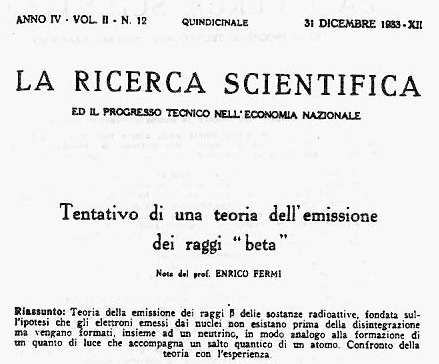 ANNO IV - VOL. II - N. 12 QUINDICINALE 31 DICEMBRE 1933-XII
LA RICERCA SCIENTIFICA
ED IL PROGRESSO TECNICO NELL'ECONOMIA NAZIONALE
Tentativo di una teoria dell'emissione
dei raggi "beta"
Note del prof. ENRICO FERMI
Riassunto: Teoria della emissione dei raggi β delle sostanze radioattive, fondata sul-
l'ipotesi che gli elettroni emessi dai nuclei non esistano prima della disintegrazione
ma vengano formati, insieme ad un neutrino, in modo analogo alla formazione di
un quanto di luce che accompagna un salto quantico di un atomo. Confronto della
teoria con l'esperienza.